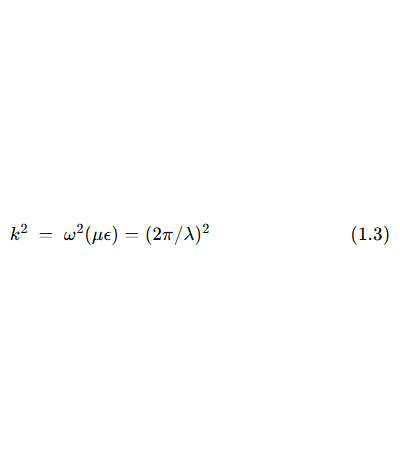 k² = ω²(μϵ) = (2π/λ)² (1.3)